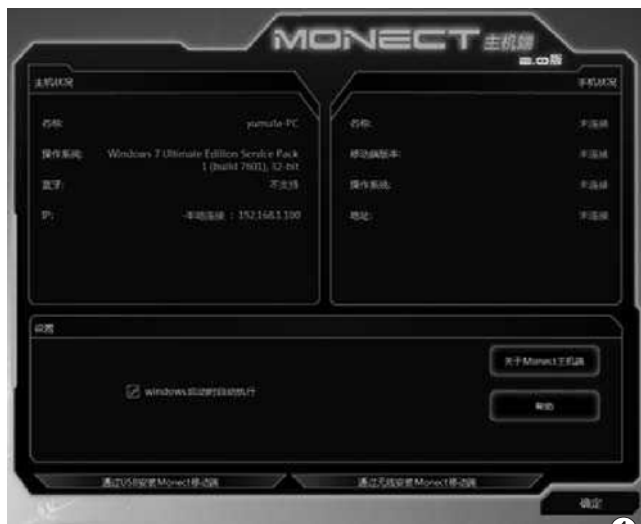 MONECT 主机端
2.0版
主机状况
手机状况
名称: yumufa-PC
操作系统: Windows 7 Ultimate Edition Service Pack
1 (build 7601), 32-bit
蓝牙: 不支持
IP: -本地连接 : 192.168.1.100
名称: 未连接
移动端版本: 未连接
操作系统: 未连接
地址: 未连接
设置
windows启动时自动执行
关于Monect主机端
帮助
通过USB安装Monect移动端
通过无线安装Monect移动端
确定